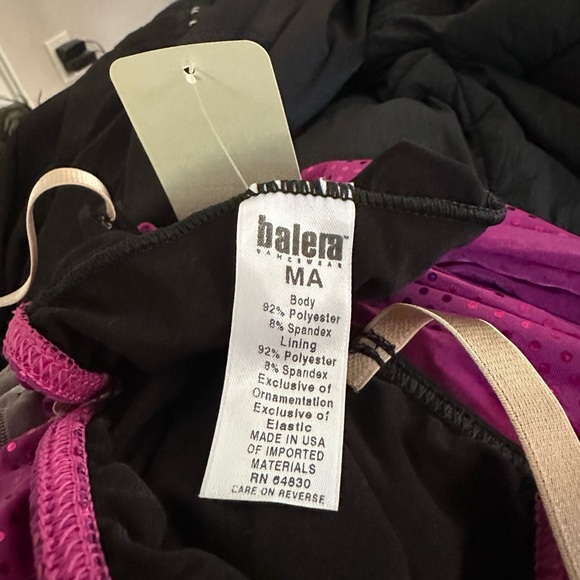 balera™
DANCEWEAR
MA
Body
92% Polyester
8% Spandex
Lining
92% Polyester
8% Spandex
Exclusive of
Ornamentation
Exclusive of
Elastic
MADE IN USA
OF IMPORTED
MATERIALS
RN 64830
CARE ON REVERSE